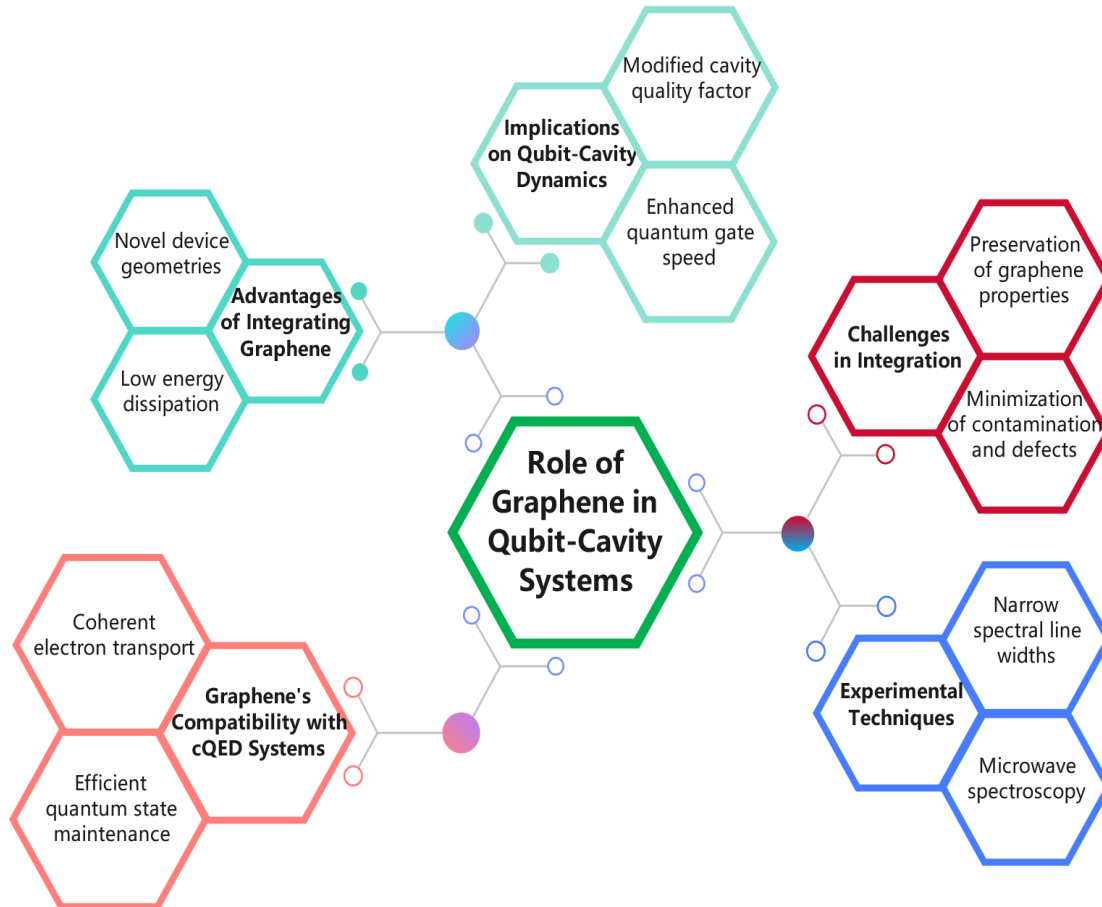 Modified cavity
quality factor
Implications
on Qubit-Cavity
Dynamics
Enhanced
quantum gate
speed
Novel device
geometries
Advantages
of Integrating
Graphene
Low energy
dissipation
Preservation
of graphene
properties
Challenges
in Integration
Minimization
of contamination
and defects
Role of
Graphene in
Qubit-Cavity
Systems
Coherent
electron transport
Graphene's
Compatibility with
cQED Systems
Efficient
quantum state
maintenance
Narrow
spectral line
widths
Experimental
Techniques
Microwave
spectroscopy